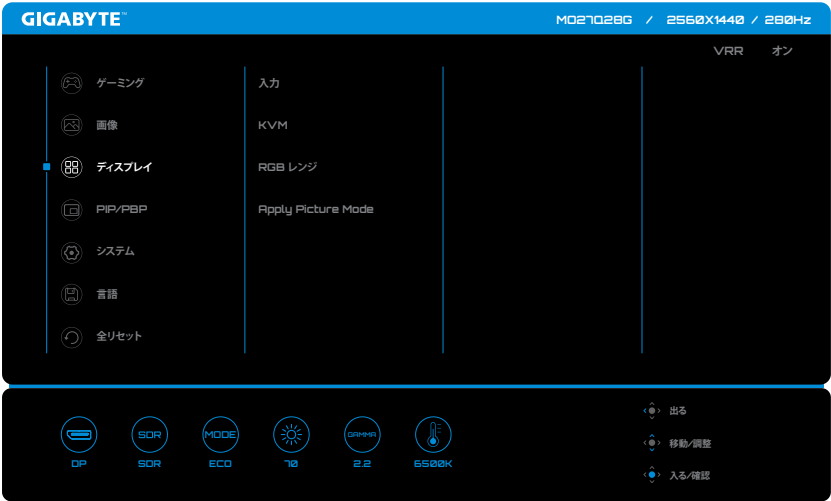 GIGABYTE™ MO27Q28G / 2560X1440 / 280Hz
VRR オン
ゲーミング 入力
画像 KVM
ディスプレイ RGB レンジ
PIP/PBP Apply Picture Mode
システム
言語
全リセット
出る
SDR MODE GAMMA
移動/調整
DP SDR ECO 70 2.2 6500K
入る/確認